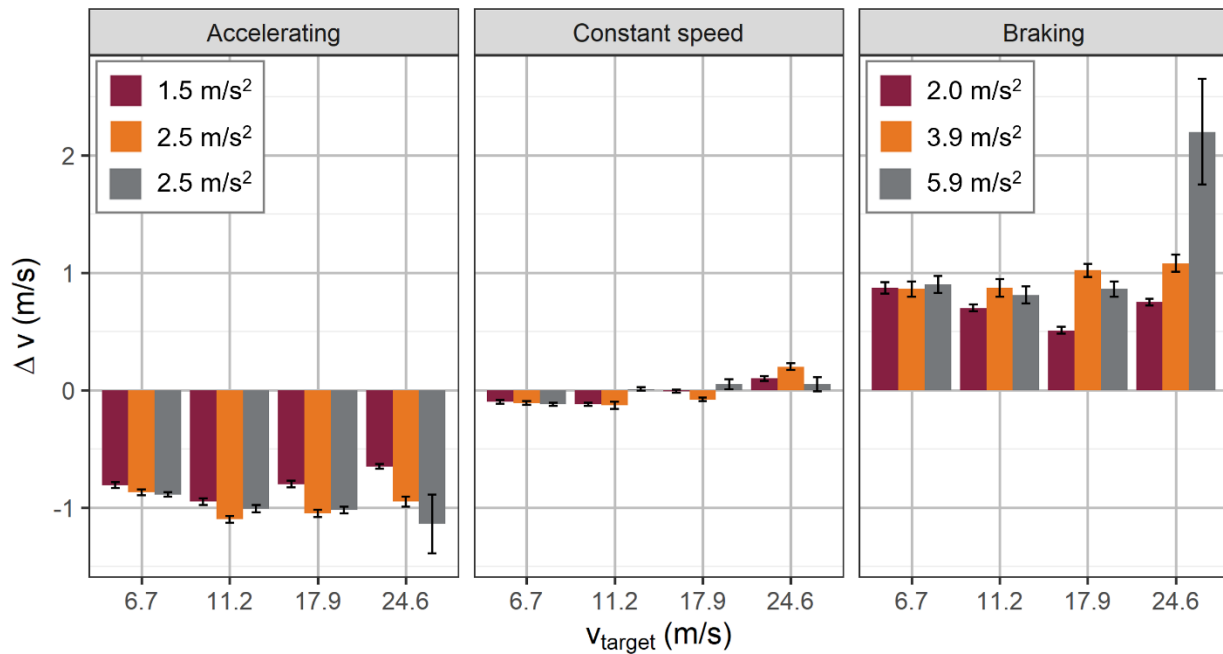 Accelerating
Constant speed
Braking
1.5 m/s²
2.5 m/s²
2.5 m/s²
2.0 m/s²
3.9 m/s²
5.9 m/s²
2
1
0
-1
Δ v (m/s)
6.7 11.2 17.9 24.6
6.7 11.2 17.9 24.6
6.7 11.2 17.9 24.6
v_target (m/s)